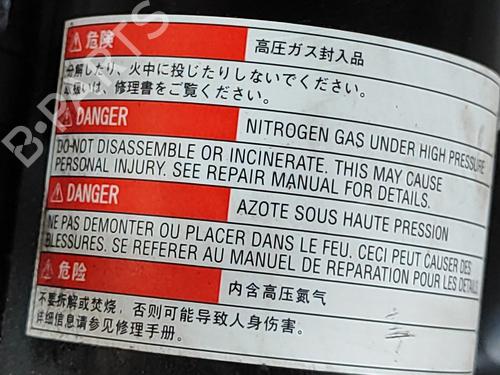 危険 高圧ガス封入品
分解したり、火中に投じたりしないでください。
取扱いは、修理書をご覧ください。
DANGER NITROGEN GAS UNDER HIGH PRESSURE
DO NOT DISASSEMBLE OR INCINERATE. THIS MAY CAUSE
PERSONAL INJURY. SEE REPAIR MANUAL FOR DETAILS.
DANGER AZOTE SOUS HAUTE PRESSION
NE PAS DEMONTER OU PLACER DANS LE FEU. CECI PEUT CAUSER DES
BLESSURES. SE REFERER AU MANUEL DE REPARATION POUR LES DETAILS.
危险 内含高压氮气
不要拆解或焚烧，否则可能导致人身伤害。
详细信息请参见修理手册。
B-PARTS